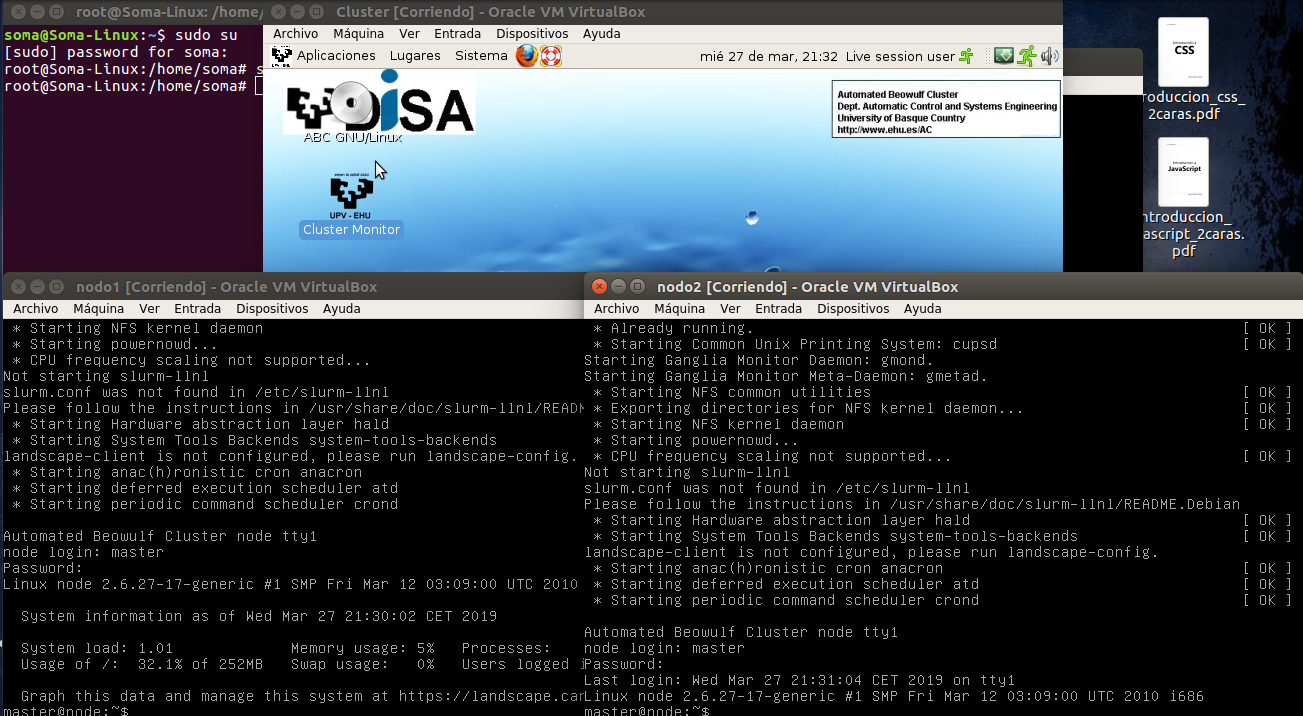 root@Soma-Linux: /home/
soma@Soma-Linux:~$ sudo su
[sudo] password for soma:
root@Soma-Linux:/home/soma# s
root@Soma-Linux:/home/soma#
Cluster [Corriendo] - Oracle VM VirtualBox
Archivo Máquina Ver Entrada Dispositivos Ayuda
Aplicaciones Lugares Sistema mié 27 de mar, 21:32 Live session user
DISA
ABC GNU/Linux
UPV - EHU
Cluster Monitor
Automated Beowulf Cluster
Dept. Automatic Control and Systems Engineering
University of Basque Country
http://www.ehu.es/AC
Introducción a
CSS
roduccion_css_
2caras.pdf
Introducción a
JavaScript
ntroduccion_
ascript_2caras.
pdf
nodo1 [Corriendo] - Oracle VM VirtualBox
Archivo Máquina Ver Entrada Dispositivos Ayuda
* Starting NFS kernel daemon
* Starting powernowd...
* CPU frequency scaling not supported...
Not starting slurm-llnl
slurm.conf was not found in /etc/slurm-llnl
Please follow the instructions in /usr/share/doc/slurm-llnl/READM
* Starting Hardware abstraction layer hald
* Starting System Tools Backends system-tools-backends
landscape-client is not configured, please run landscape-config.
* Starting anac(h)ronistic cron anacron
* Starting deferred execution scheduler atd
* Starting periodic command scheduler crond
Automated Beowulf Cluster node tty1
node login: master
Password:
Linux node 2.6.27-17-generic #1 SMP Fri Mar 12 03:09:00 UTC 2010
System information as of Wed Mar 27 21:30:02 CET 2019
System load: 1.01 Memory usage: 5% Processes:
Usage of /: 32.1% of 252MB Swap usage: 0% Users logged i
Graph this data and manage this system at https://landscape.can
master@node:~$
nodo2 [Corriendo] - Oracle VM VirtualBox
Archivo Máquina Ver Entrada Dispositivos Ayuda
* Already running. [ OK ]
* Starting Common Unix Printing System: cupsd [ OK ]
Starting Ganglia Monitor Daemon: gmond.
Starting Ganglia Monitor Meta-Daemon: gmetad.
* Starting NFS common utilities [ OK ]
* Exporting directories for NFS kernel daemon... [ OK ]
* Starting NFS kernel daemon [ OK ]
* Starting powernowd...
* CPU frequency scaling not supported... [ OK ]
Not starting slurm-llnl
slurm.conf was not found in /etc/slurm-llnl
Please follow the instructions in /usr/share/doc/slurm-llnl/README.Debian
* Starting Hardware abstraction layer hald [ OK ]
* Starting System Tools Backends system-tools-backends [ OK ]
landscape-client is not configured, please run landscape-config.
* Starting anac(h)ronistic cron anacron [ OK ]
* Starting deferred execution scheduler atd [ OK ]
* Starting periodic command scheduler crond [ OK ]
Automated Beowulf Cluster node tty1
node login: master
Password:
Last login: Wed Mar 27 21:31:04 CET 2019 on tty1
Linux node 2.6.27-17-generic #1 SMP Fri Mar 12 03:09:00 UTC 2010 i686
master@node:~$